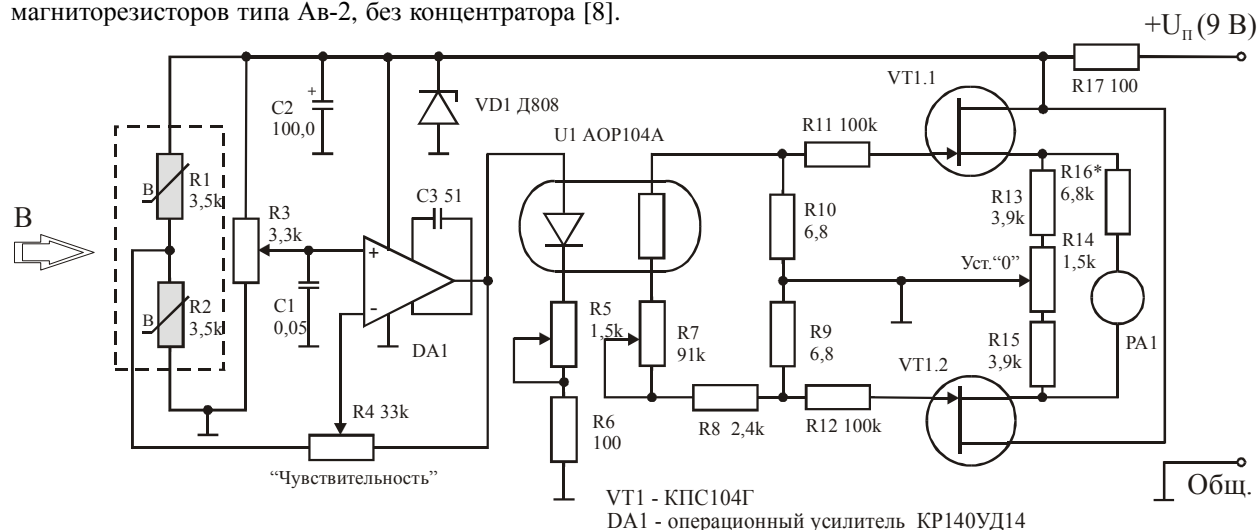 магниторезисторов типа Ав-2, без концентратора [8].
+Uп (9 В)
R17 100
VT1.1
C2
100,0
+
VD1 Д808
U1 АОР104А
R11 100k
В
B
R1
3,5k
R3
3,3k
C3 51
R10
6,8
R13
3,9k
R16*
6,8k
R14
1,5k
Уст.“0”
+
-
B
R2
3,5k
C1
0,05
DA1
R5
1,5k
R7
91k
R9
6,8
R15
3,9k
PA1
VT1.2
R4 33k
R6
100
R8 2,4k
R12 100k
“Чувствительность”
Общ.
VT1 - КПС104Г
DA1 - операционный усилитель КР140УД14